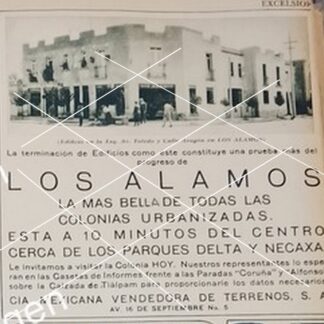 EXCELSIOR
(Edificio en la Esq. Av. Toledo y Calle Aragón en LOS ALAMOS)
La terminación de Edificios como este constituye una prueba más del
progreso de
LOS ALAMOS
LA MAS BELLA DE TODAS LAS
COLONIAS URBANIZADAS.
ESTA A 10 MINUTOS DEL CENTRO
CERCA DE LOS PARQUES DELTA Y NECAXA
Le invitamos a visitar la Colonia HOY. Nuestros representantes lo espe-
ran en las Casetas de Informes frente a las Paradas "Coruña" y Alfonso
sobre la Calzada de Tlálpam para proporcionarle los datos necesarios
CIA MEXICANA VENDEDORA DE TERRENOS, S. A
AV. 16 DE SEPTIEMBRE No. 5